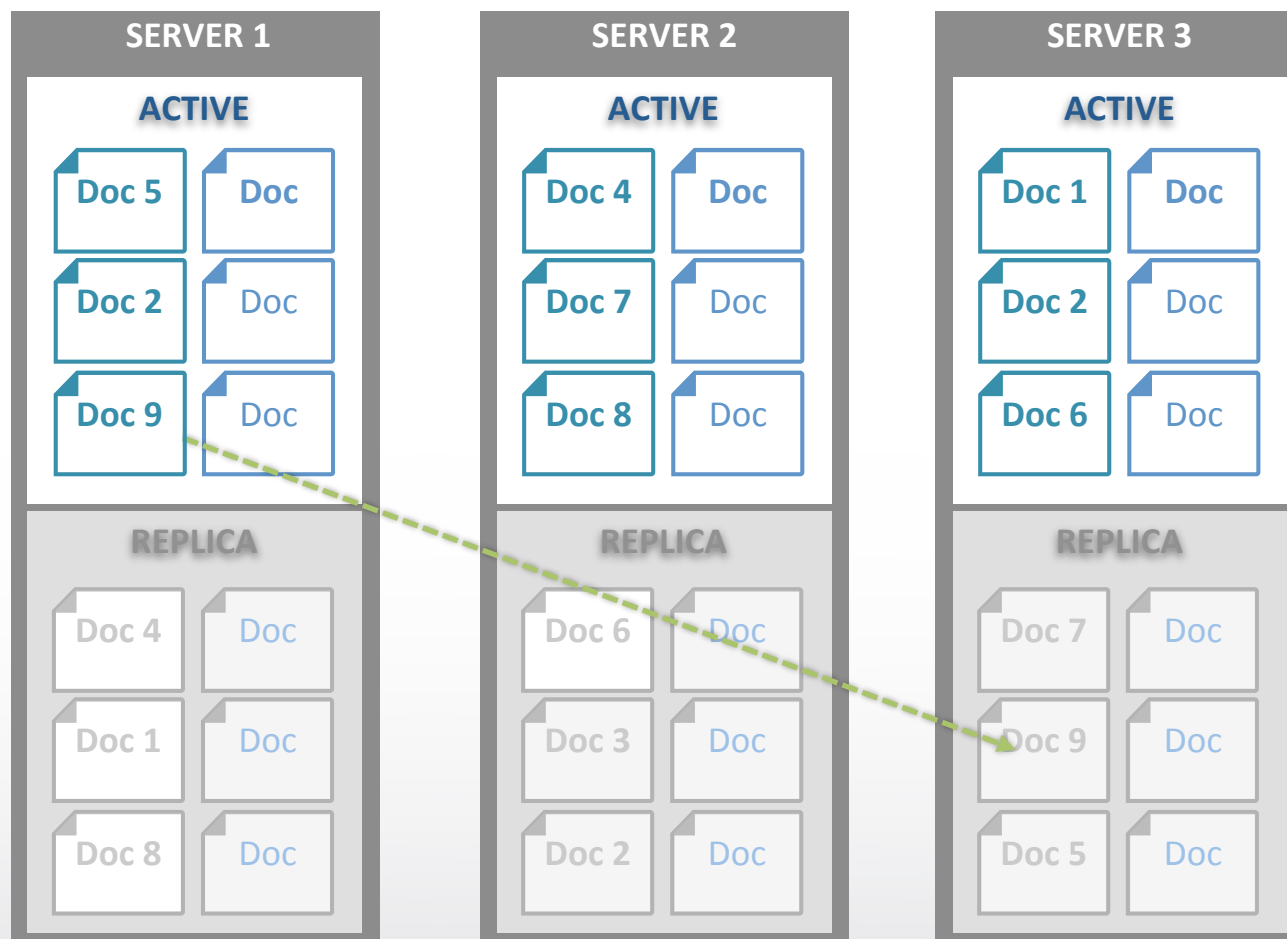 SERVER 1
ACTIVE
Doc 5 Doc
Doc 2 Doc
Doc 9 Doc
REPLICA
Doc 4 Doc
Doc 1 Doc
Doc 8 Doc
SERVER 2
ACTIVE
Doc 4 Doc
Doc 7 Doc
Doc 8 Doc
REPLICA
Doc 6 Doc
Doc 3 Doc
Doc 2 Doc
SERVER 3
ACTIVE
Doc 1 Doc
Doc 2 Doc
Doc 6 Doc
REPLICA
Doc 7 Doc
Doc 9 Doc
Doc 5 Doc